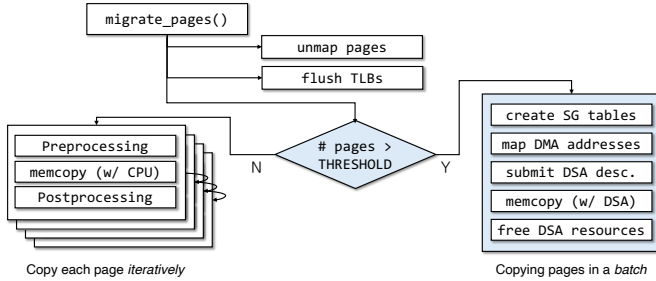 migrate_pages()
unmap pages
flush TLBs
# pages >
THRESHOLD
N
Y
Preprocessing
memcopy (w/ CPU)
Postprocessing
Copy each page iteratively
create SG tables
map DMA addresses
submit DSA desc.
memcopy (w/ DSA)
free DSA resources
Copying pages in a batch